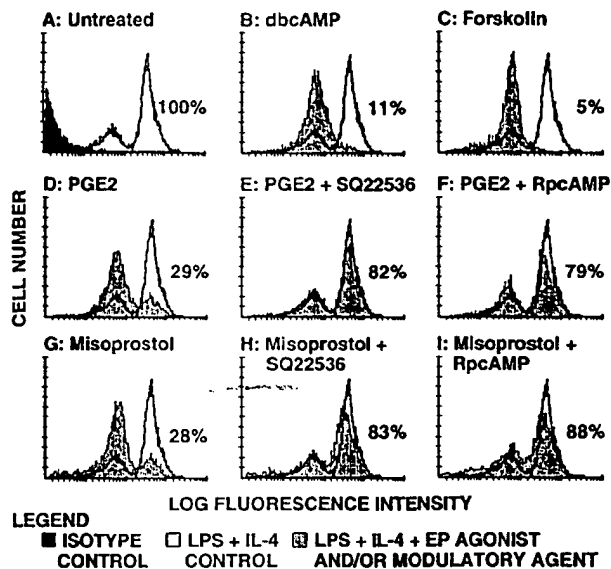 A: Untreated
B: dbcAMP
C: Forskolin
100%
11%
5%
D: PGE2
E: PGE2 + SQ22536
F: PGE2 + RpcAMP
29%
82%
79%
G: Misoprostol
H: Misoprostol +
SQ22536
I: Misoprostol +
RpcAMP
28%
83%
88%
CELL NUMBER
LOG FLUORESCENCE INTENSITY
LEGEND
ISOTYPE CONTROL
LPS + IL-4 CONTROL
LPS + IL-4 + EP AGONIST
AND/OR MODULATORY AGENT